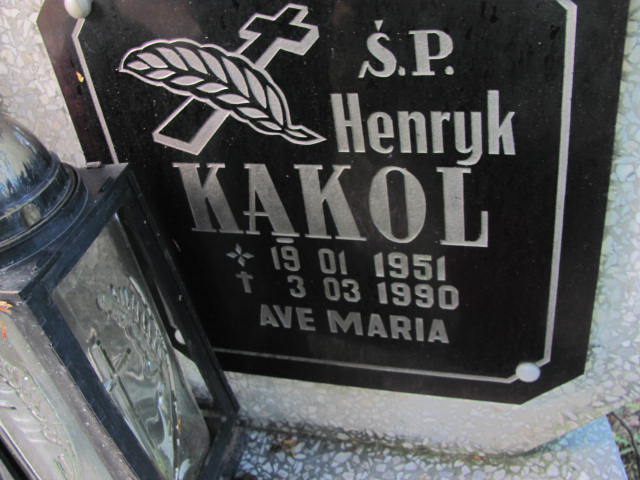 Ś.P.
Henryk
KĄKOL
19 01 1951
3 03 1990
AVE MARIA